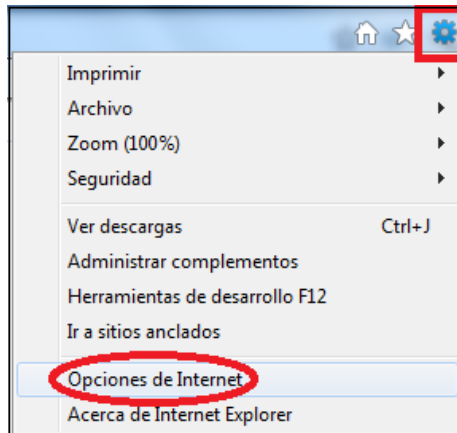 Imprimir
Archivo
Zoom (100%)
Seguridad
Ver descargas Ctrl+J
Administrar complementos
Herramientas de desarrollo F12
Ir a sitios anclados
Opciones de Internet
Acerca de Internet Explorer